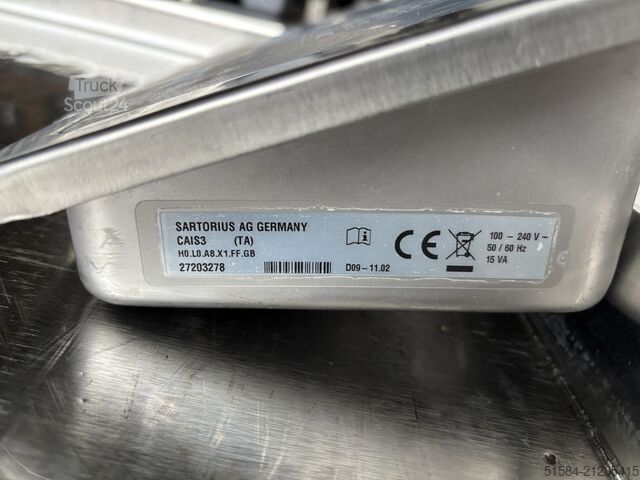 Truck
Scout24
SARTORIUS AG GERMANY
CAIS3 (TA)
H0.L0.A8.X1.FF.GB
27203278
D09-11.02
CE
100 - 240 V ~
50 / 60 Hz
15 VA
51584-21205415